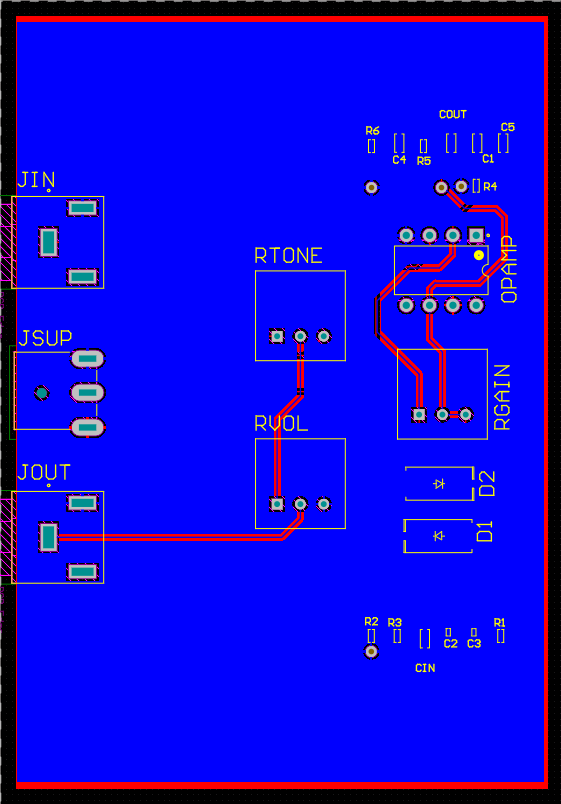 COUT
R6
C5
C4
R5
C1
R4
JIN
RTONE
OPAMP
JSUP
RGAIN
RVOL
JOUT
D2
D1
R2
R3
R1
C2
C3
CIN